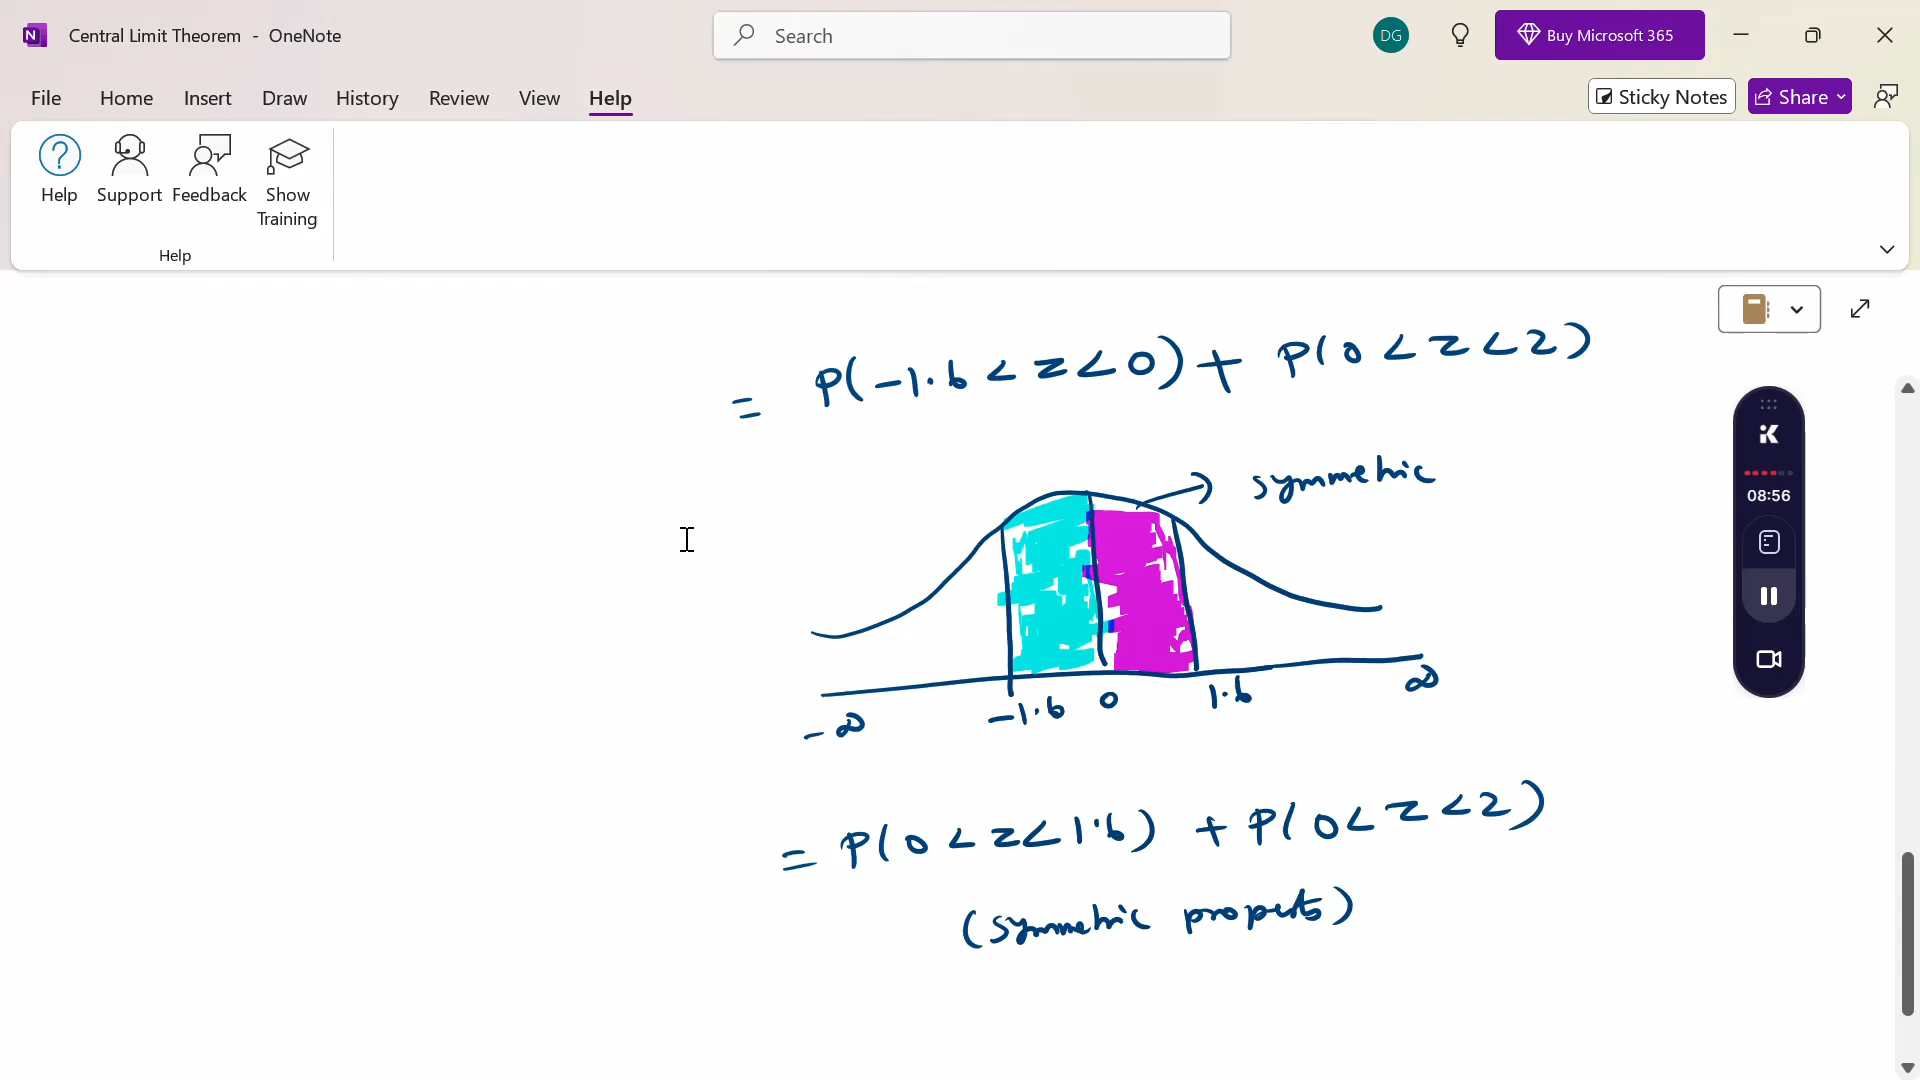 Central Limit Theorem - OneNote
Search
DG
Buy Microsoft 365
File Home Insert Draw History Review View Help
Sticky Notes
Share
Help
Support
Feedback
Show Training
Help
= P(-1.6 < z < 0) + P(0 < z < 2)
symmetric
08:56
-∞ -1.6 0 1.6 ∞
= P(0 < z < 1.6) + P(0 < z < 2)
(symmetric property)